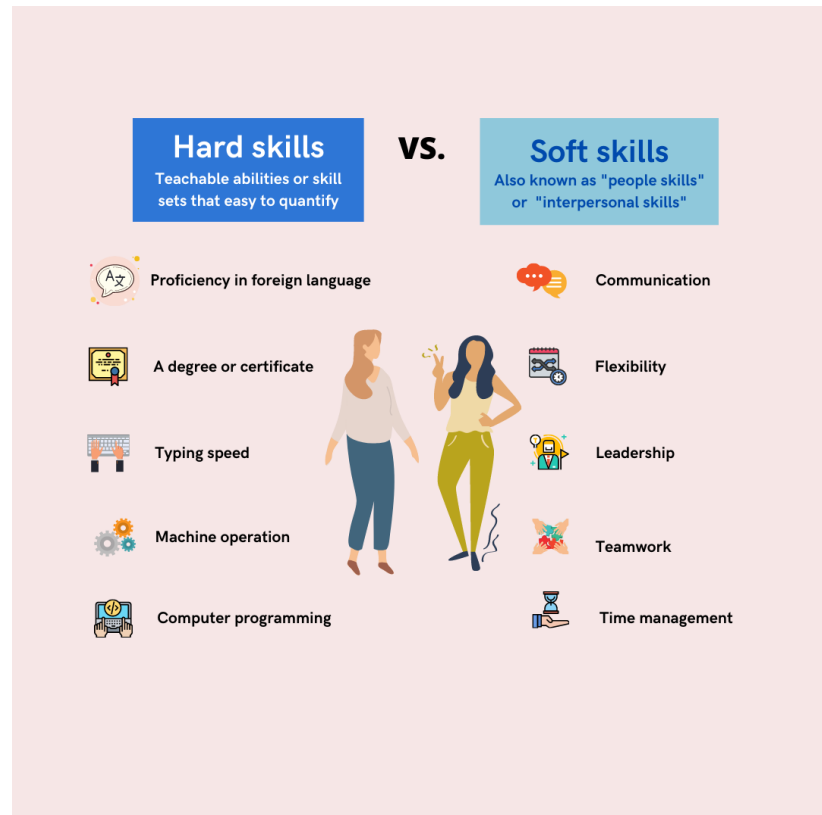 Hard skills
Teachable abilities or skill
sets that easy to quantify
vs.
Soft skills
Also known as "people skills"
or "interpersonal skills"
Proficiency in foreign language
A degree or certificate
Typing speed
Machine operation
Computer programming
Communication
Flexibility
Leadership
Teamwork
Time management